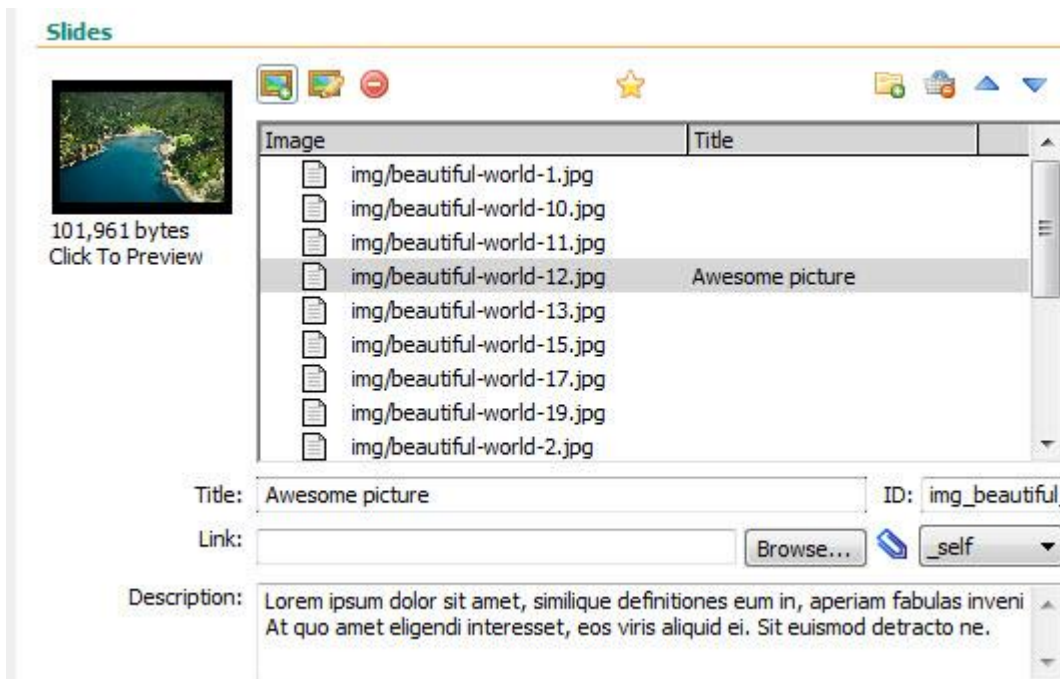 Slides
101,961 bytes
Click To Preview
Image Title
img/beautiful-world-1.jpg
img/beautiful-world-10.jpg
img/beautiful-world-11.jpg
img/beautiful-world-12.jpg Awesome picture
img/beautiful-world-13.jpg
img/beautiful-world-15.jpg
img/beautiful-world-17.jpg
img/beautiful-world-19.jpg
img/beautiful-world-2.jpg
Title: Awesome picture ID: img_beautiful_
Link: Browse... _self
Description: Lorem ipsum dolor sit amet, similique definitiones eum in, aperiam fabulas inveni
At quo amet eligendi interesset, eos viris aliquid ei. Sit euismod detracto ne.